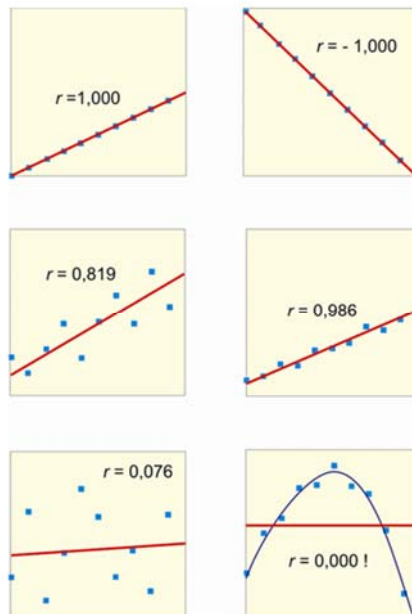 r =1,000
r = - 1,000
r = 0,819
r = 0,986
r = 0,076
r = 0,000 !